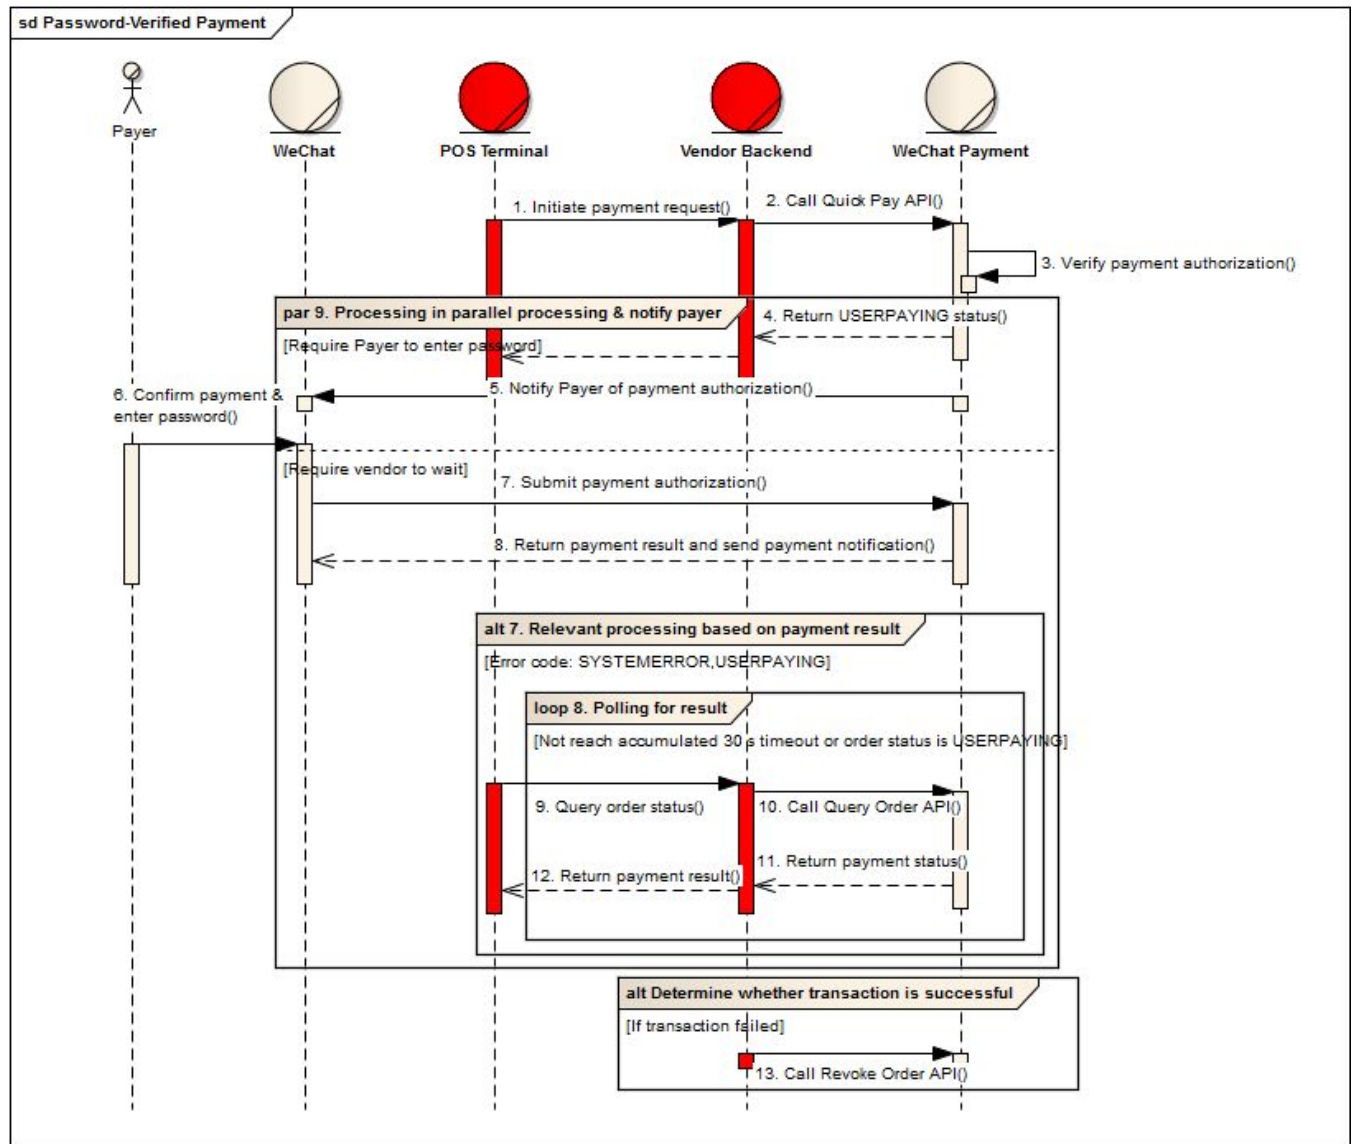 sd Password-Verified Payment
Payer
WeChat
POS Terminal
Vendor Backend
WeChat Payment
1. Initiate payment request()
2. Call Quick Pay API()
3. Verify payment authorization()
par 9. Processing in parallel processing & notify payer
4. Return USERPAYING status()
[Require Payer to enter password]
5. Notify Payer of payment authorization()
6. Confirm payment &
enter password()
[Require vendor to wait]
7. Submit payment authorization()
8. Return payment result and send payment notification()
alt 7. Relevant processing based on payment result
[Error code: SYSTEMERROR,USERPAYING]
loop 8. Polling for result
[Not reach accumulated 30 s timeout or order status is USERPAYING]
9. Query order status()
10. Call Query Order API()
11. Return payment status()
12. Return payment result()
alt Determine whether transaction is successful
[If transaction failed]
13. Call Revoke Order API()